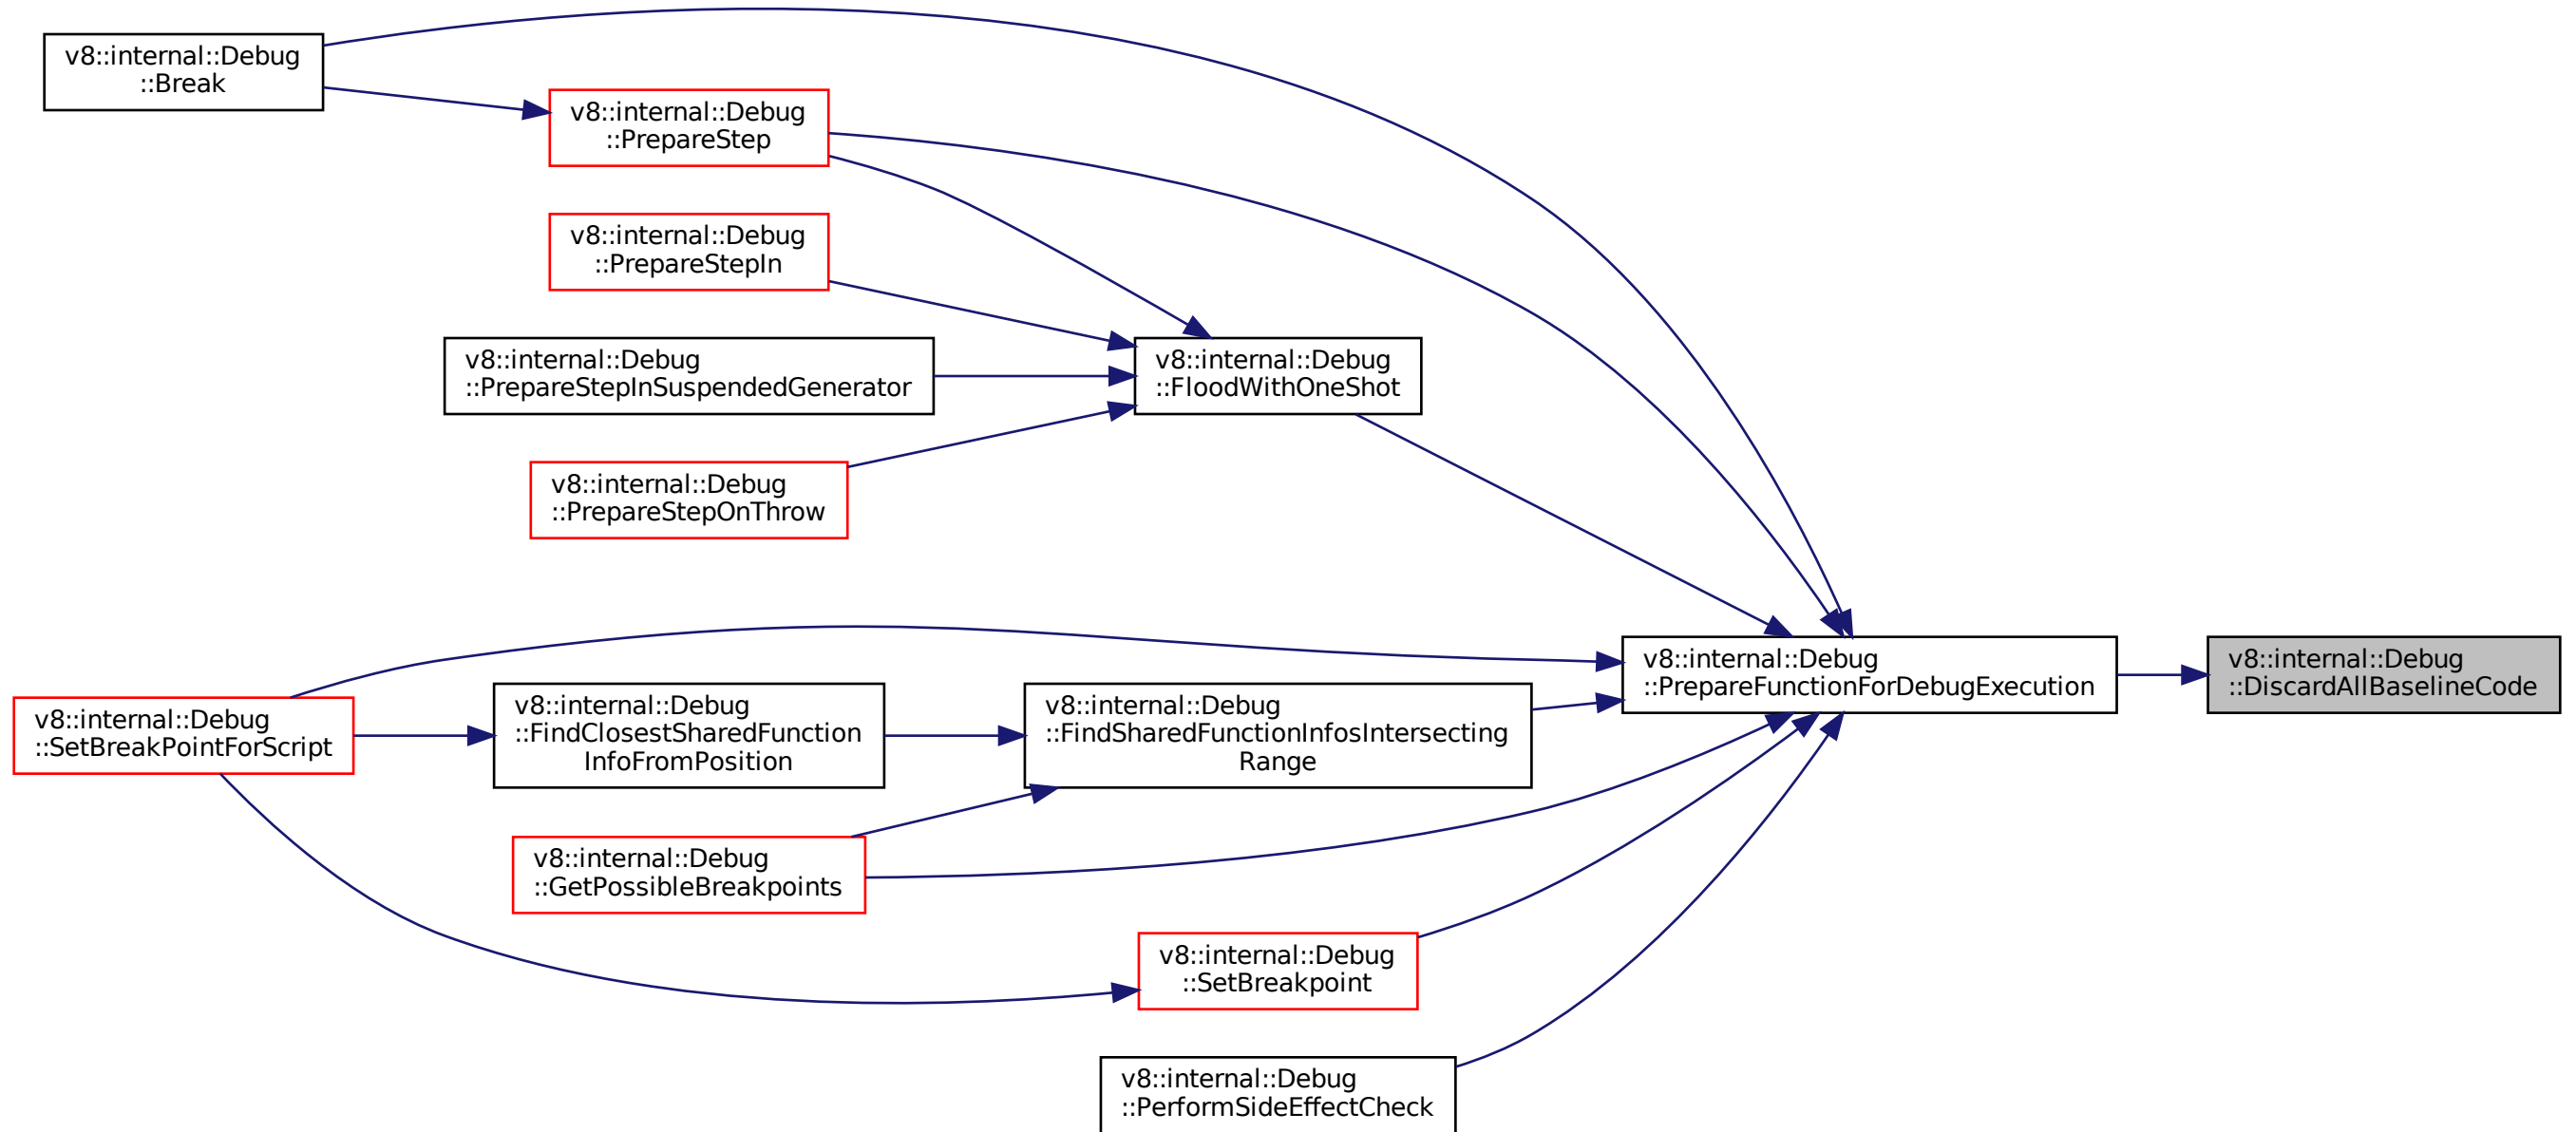 v8::internal::Debug
::Break
v8::internal::Debug
::PrepareStep
v8::internal::Debug
::PrepareStepIn
v8::internal::Debug
::PrepareStepInSuspendedGenerator
v8::internal::Debug
::FloodWithOneShot
v8::internal::Debug
::PrepareStepOnThrow
v8::internal::Debug
::PrepareFunctionForDebugExecution
v8::internal::Debug
::DiscardAllBaselineCode
v8::internal::Debug
::SetBreakPointForScript
v8::internal::Debug
::FindClosestSharedFunction
InfoFromPosition
v8::internal::Debug
::FindSharedFunctionInfosIntersecting
Range
v8::internal::Debug
::GetPossibleBreakpoints
v8::internal::Debug
::SetBreakpoint
v8::internal::Debug
::PerformSideEffectCheck